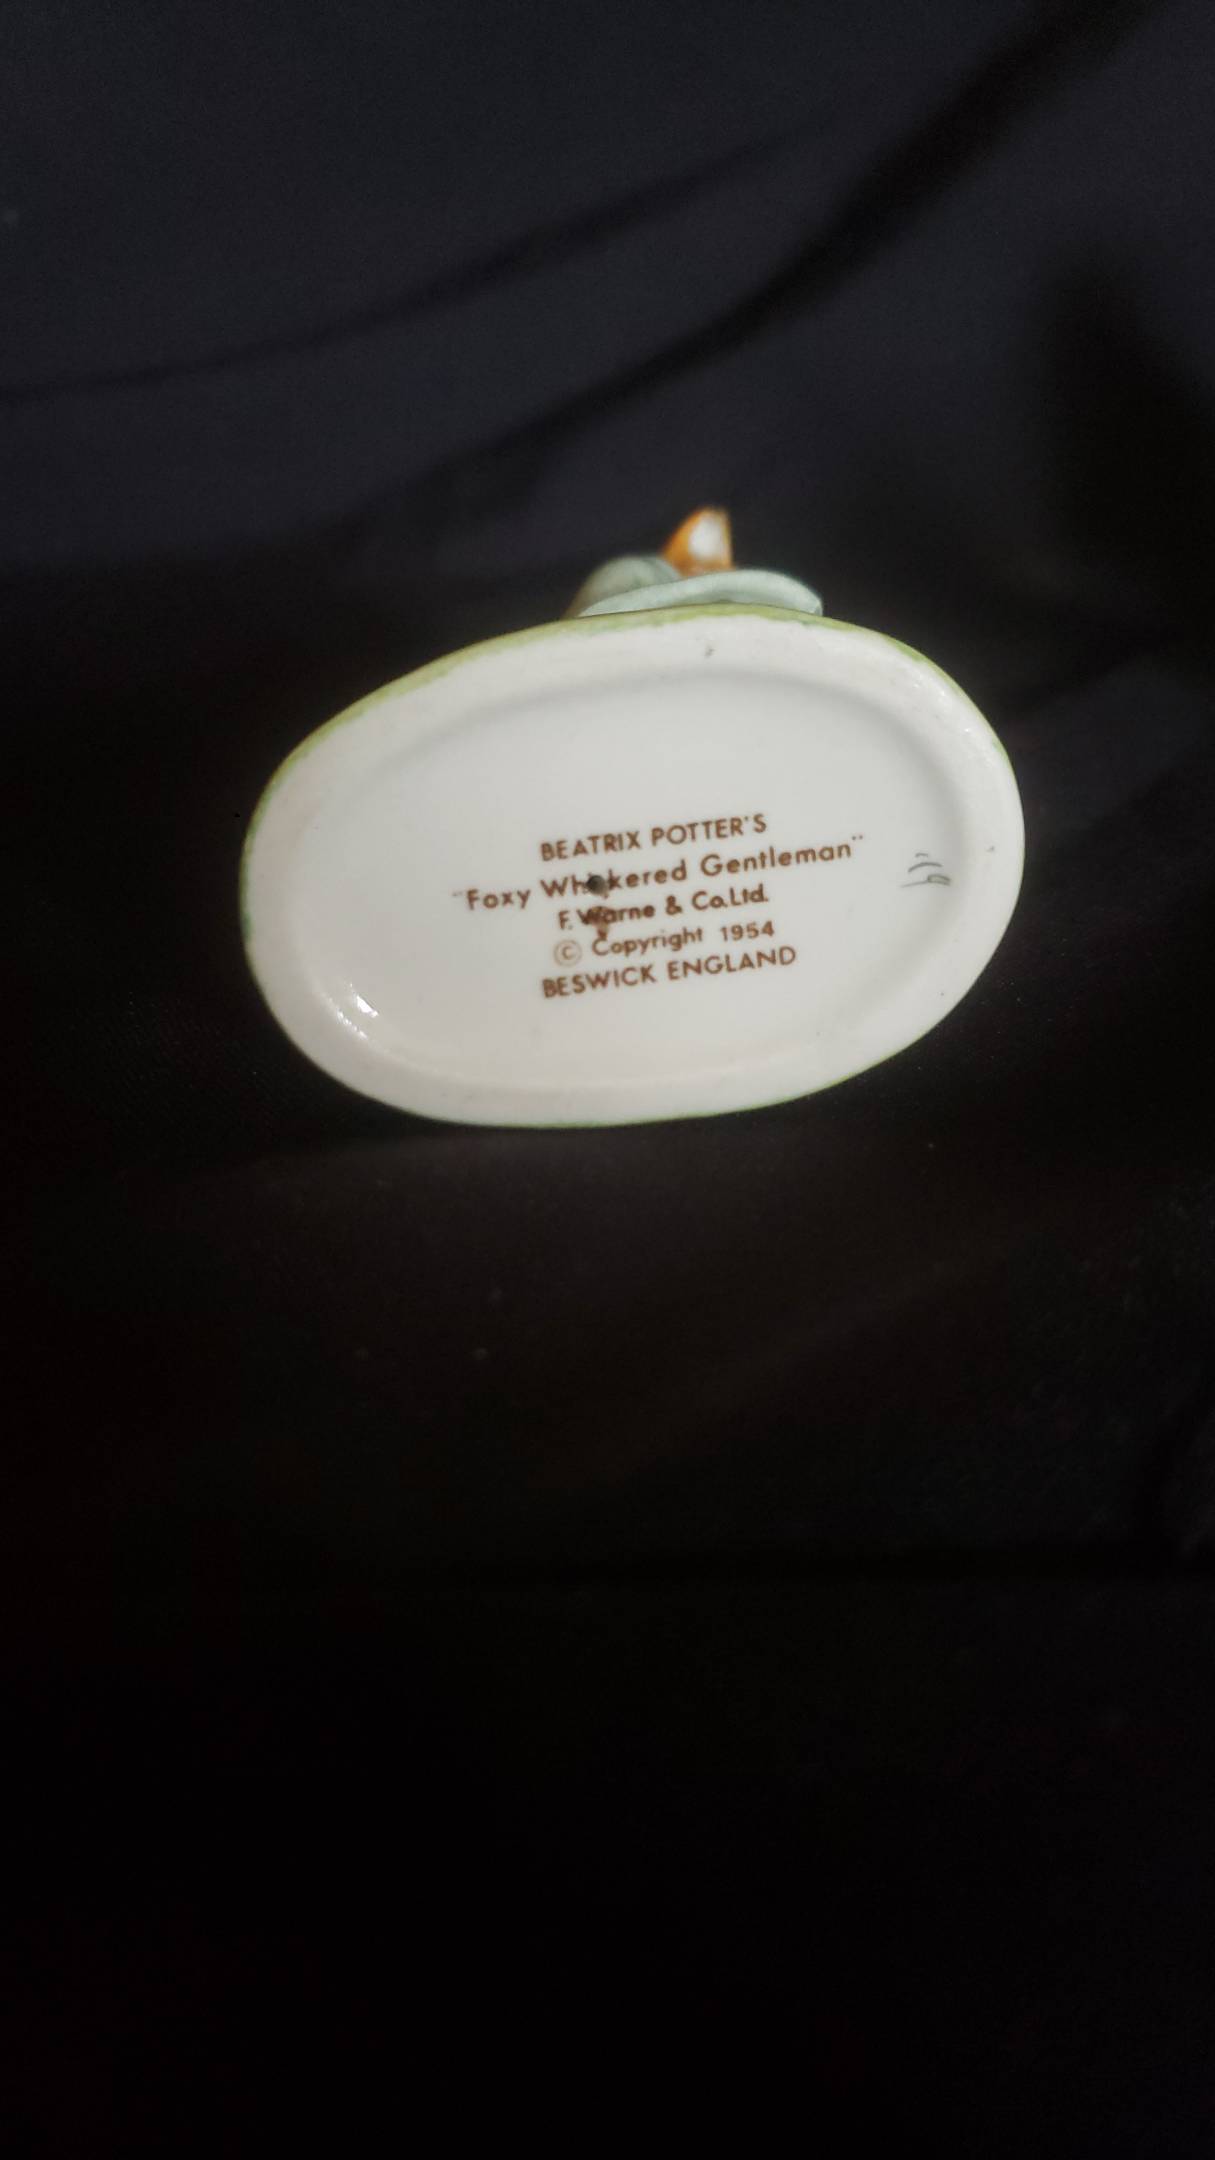 BEATRIX POTTER'S
"Foxy Whiskered Gentleman"
F. Warne & Co. Ltd.
© Copyright 1954
BESWICK ENGLAND